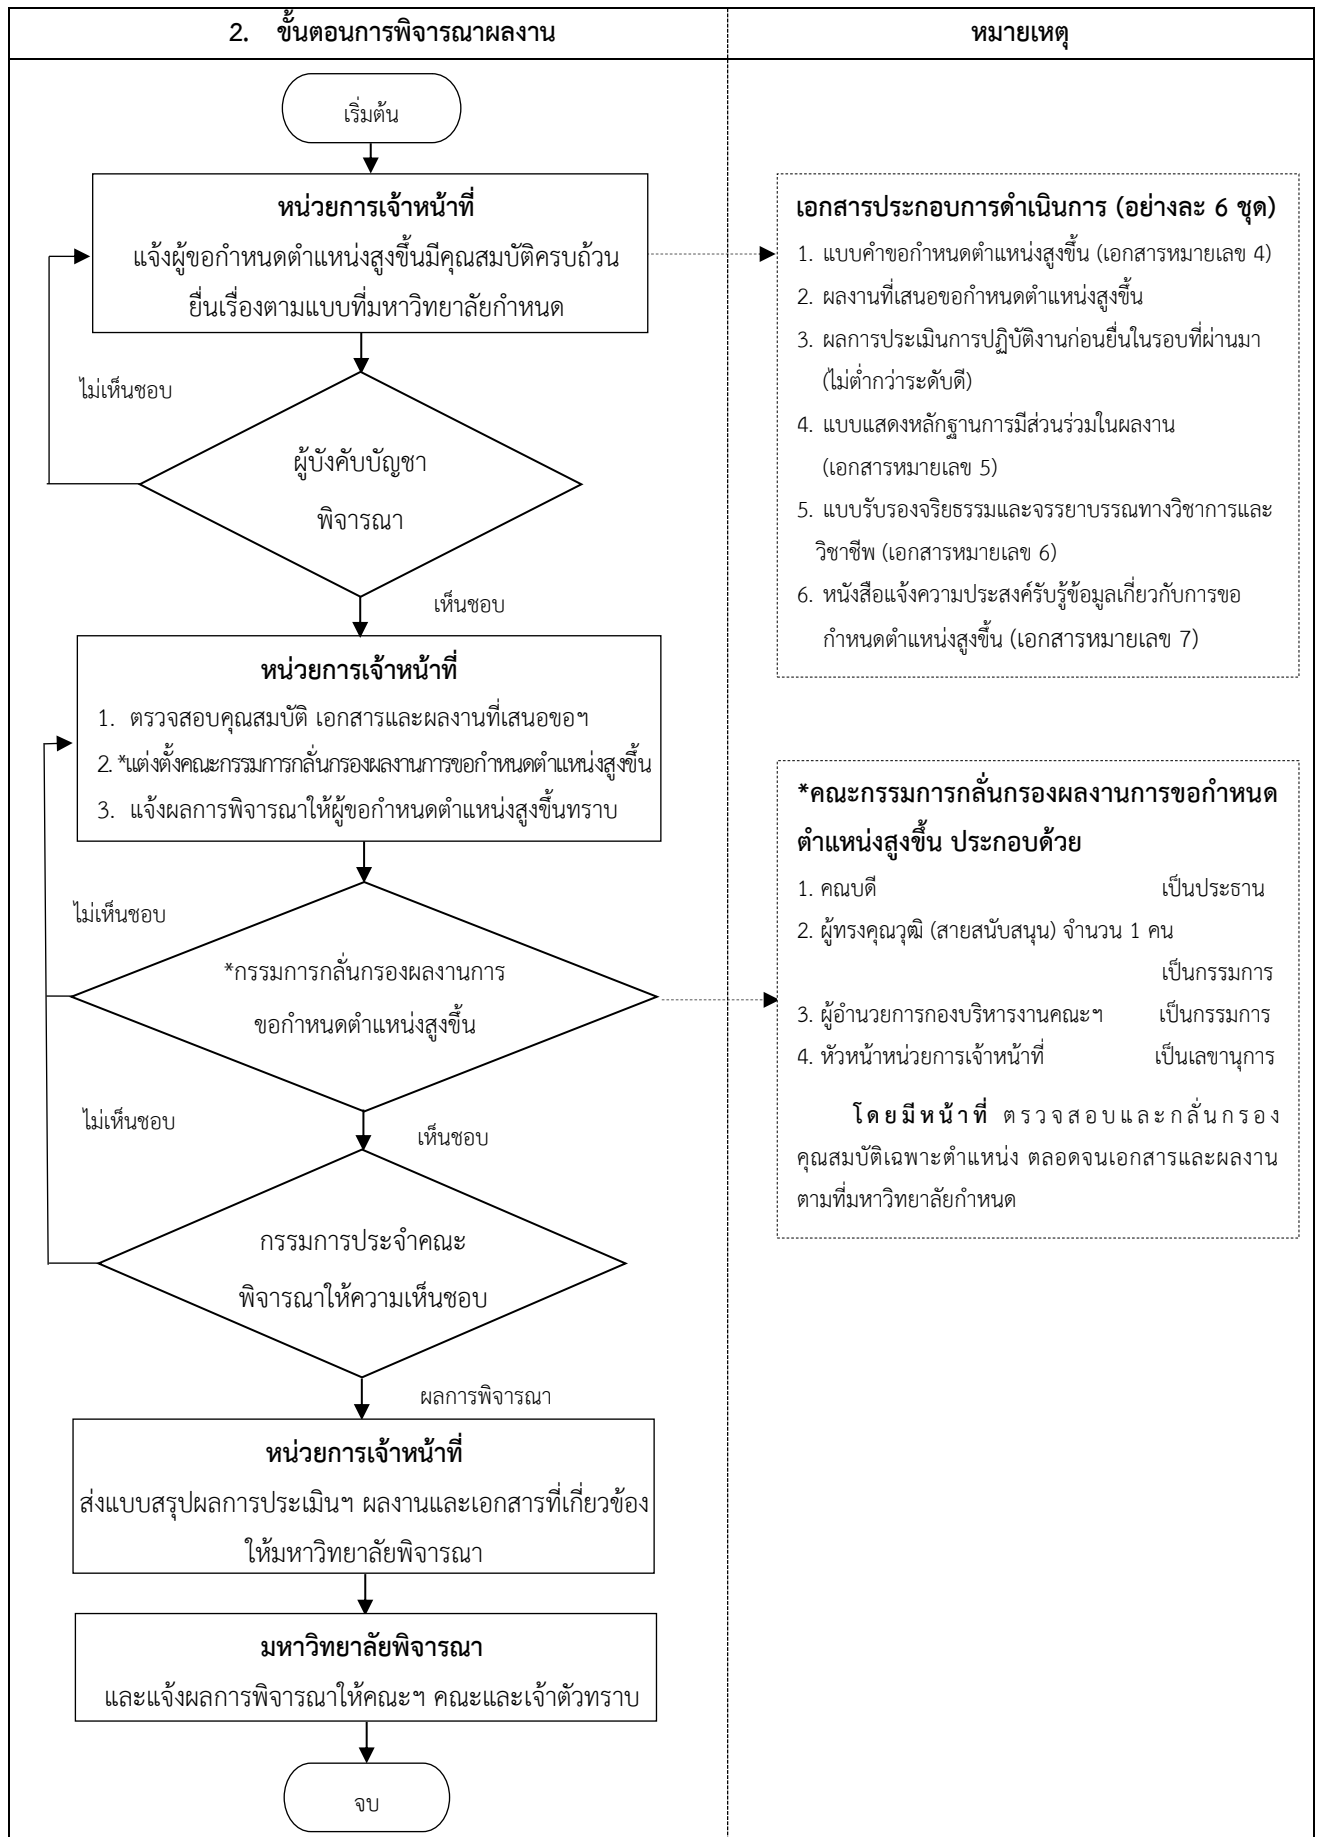 2. ขั้นตอนการพิจารณาผลงาน
หมายเหตุ
เริ่มต้น
หน่วยการเจ้าหน้าที่
แจ้งผู้ขอกำหนดตำแหน่งสูงขึ้นมีคุณสมบัติครบถ้วน
ยื่นเรื่องตามแบบที่มหาวิทยาลัยกำหนด
ไม่เห็นชอบ
ผู้บังคับบัญชา
พิจารณา
เห็นชอบ
หน่วยการเจ้าหน้าที่
1. ตรวจสอบคุณสมบัติ เอกสารและผลงานที่เสนอขอฯ
2. *แต่งตั้งคณะกรรมการกลั่นกรองผลงานการขอกำหนดตำแหน่งสูงขึ้น
3. แจ้งผลการพิจารณาให้ผู้ขอกำหนดตำแหน่งสูงขึ้นทราบ
ไม่เห็นชอบ
*กรรมการกลั่นกรองผลงานการ
ขอกำหนดตำแหน่งสูงขึ้น
ไม่เห็นชอบ
เห็นชอบ
กรรมการประจำคณะ
พิจารณาให้ความเห็นชอบ
ผลการพิจารณา
หน่วยการเจ้าหน้าที่
ส่งแบบสรุปผลการประเมินฯ ผลงานและเอกสารที่เกี่ยวข้อง
ให้มหาวิทยาลัยพิจารณา
มหาวิทยาลัยพิจารณา
และแจ้งผลการพิจารณาให้คณะฯ คณะและเจ้าตัวทราบ
จบ
เอกสารประกอบการดำเนินการ (อย่างละ 6 ชุด)
1. แบบคำขอกำหนดตำแหน่งสูงขึ้น (เอกสารหมายเลข 4)
2. ผลงานที่เสนอขอกำหนดตำแหน่งสูงขึ้น
3. ผลการประเมินการปฏิบัติงานก่อนยื่นในรอบที่ผ่านมา
(ไม่ต่ำกว่าระดับดี)
4. แบบแสดงหลักฐานการมีส่วนร่วมในผลงาน
(เอกสารหมายเลข 5)
5. แบบรับรองจริยธรรมและจรรยาบรรณทางวิชาการและ
วิชาชีพ (เอกสารหมายเลข 6)
6. หนังสือแจ้งความประสงค์รับรู้ข้อมูลเกี่ยวกับการขอ
กำหนดตำแหน่งสูงขึ้น (เอกสารหมายเลข 7)
*คณะกรรมการกลั่นกรองผลงานการขอกำหนด
ตำแหน่งสูงขึ้น ประกอบด้วย
1. คณบดี เป็นประธาน
2. ผู้ทรงคุณวุฒิ (สายสนับสนุน) จำนวน 1 คน
เป็นกรรมการ
3. ผู้อำนวยการกองบริหารงานคณะฯ เป็นกรรมการ
4. หัวหน้าหน่วยการเจ้าหน้าที่ เป็นเลขานุการ
โดยมีหน้าที่ ตรวจสอบและกลั่นกรอง
คุณสมบัติเฉพาะตำแหน่ง ตลอดจนเอกสารและผลงาน
ตามที่มหาวิทยาลัยกำหนด